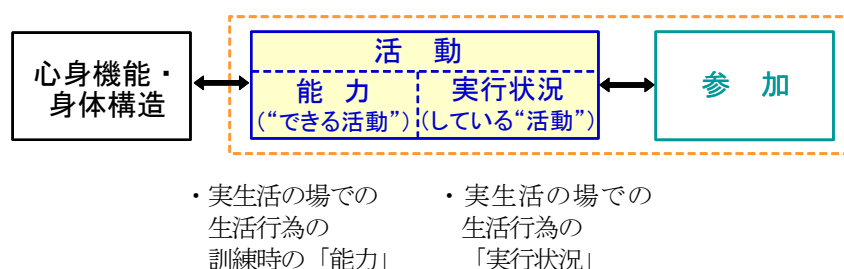 活　動
心身機能・
身体構造
能　力
(“できる活動”)
実行状況
(している“活動”)
参　加
・実生活の場での
生活行為の
訓練時の「能力」
・実生活の場での
生活行為の
「実行状況」